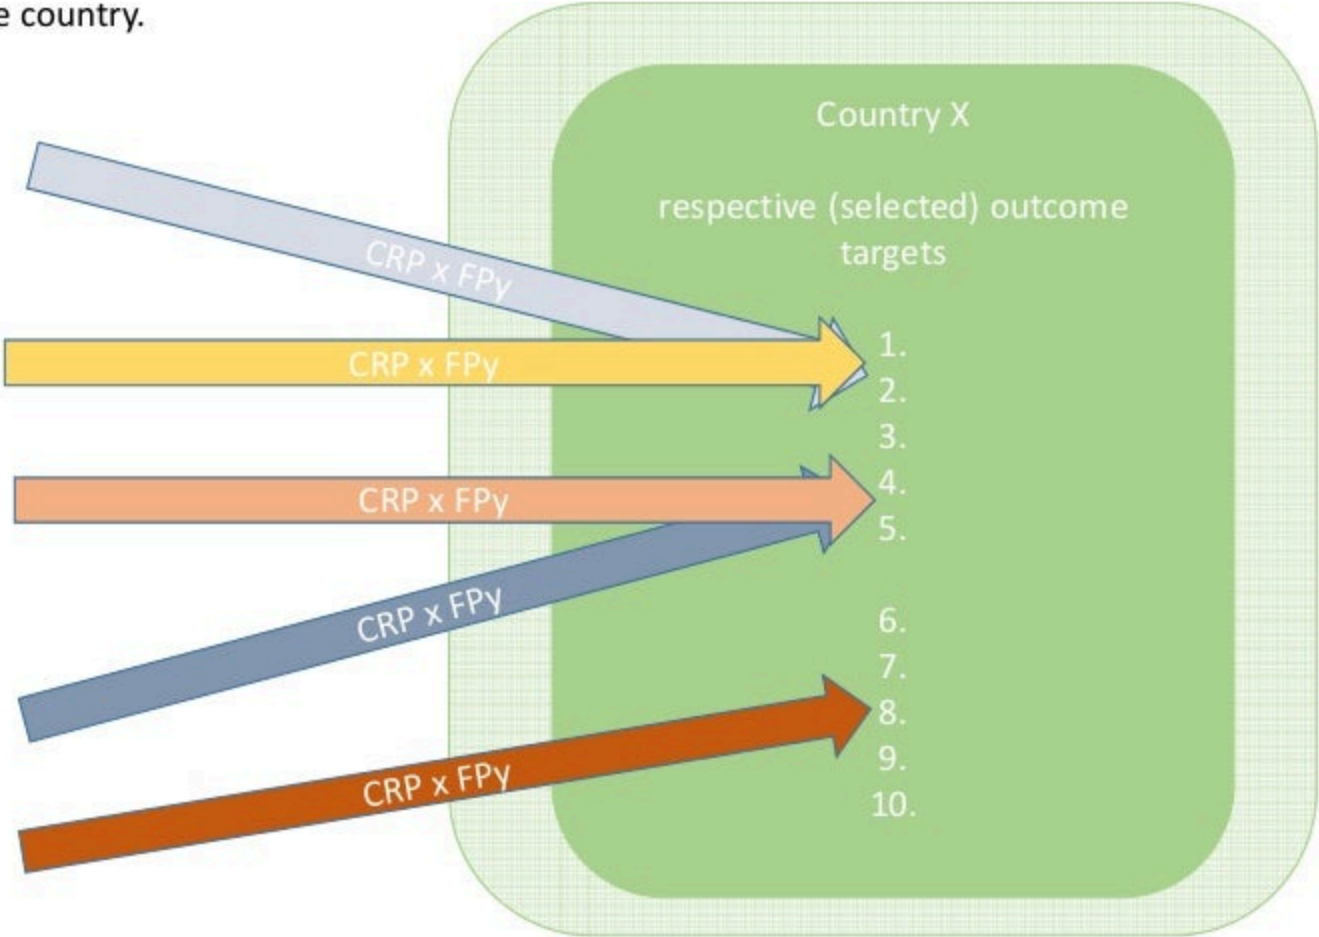 e country.
Country X
respective (selected) outcome
targets
CRP x FPy
CRP x FPy
CRP x FPy
CRP x FPy
CRP x FPy
1.
2.
3.
4.
5.
6.
7.
8.
9.
10.